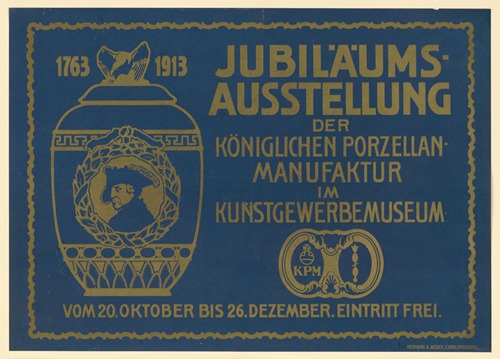 1763 1913
JUBILÄUMS-
AUSSTELLUNG
DER
KÖNIGLICHEN PORZELLAN-
MANUFAKTUR
IM
KUNSTGEWERBEMUSEUM
KPM
VOM 20. OKTOBER BIS 26. DEZEMBER. EINTRITT FREI.